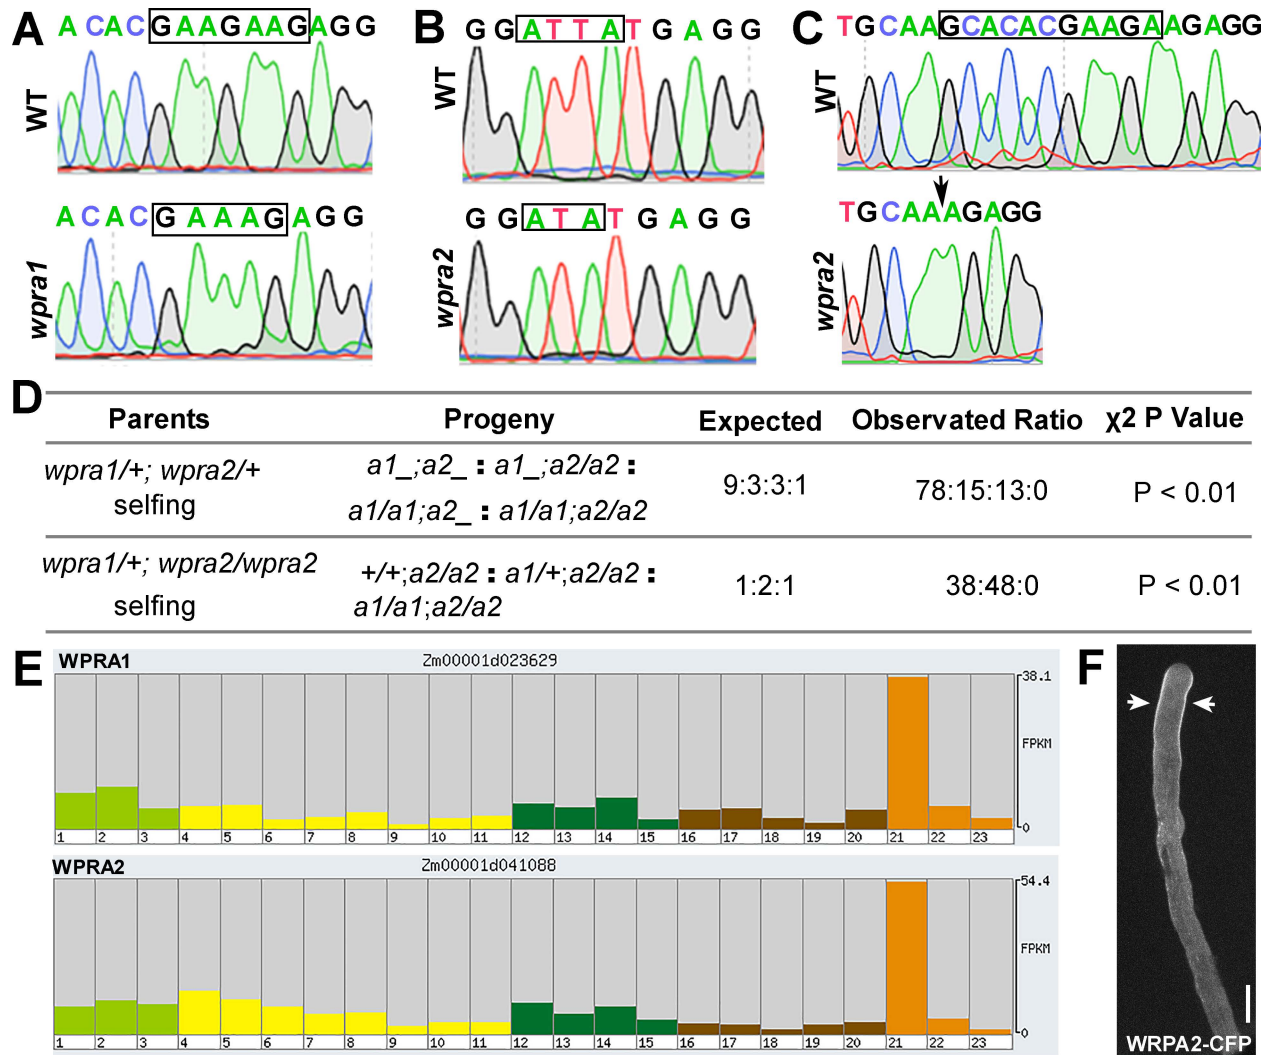 A
ACACGAAGAAGAGG
WT
ACACGAAAGAGG
wpra1
B
GGATTATGAGG
WT
GGATATGAGG
wpra2
C
TGCAAGCACACGAAGAAGAGG
WT
TGCAAAGAGG
wpra2
D
Parents Progeny Expected Observed Ratio χ2 P Value
wpra1/+; wpra2/+ selfing
a1_;a2_ : a1_;a2/a2 :
a1/a1;a2_ : a1/a1;a2/a2
9:3:3:1 78:15:13:0 P < 0.01
wpra1/+; wpra2/wpra2
selfing
+/+;a2/a2 : a1/+;a2/a2 :
a1/a1;a2/a2
1:2:1 38:48:0 P < 0.01
E
WPRA1 Zm00001d023629
38.1
FPKM
0
1 2 3 4 5 6 7 8 9 10 11 12 13 14 15 16 17 18 19 20 21 22 23
WPRA2 Zm00001d041088
54.4
FPKM
0
1 2 3 4 5 6 7 8 9 10 11 12 13 14 15 16 17 18 19 20 21 22 23
F
WRPA2-CFP